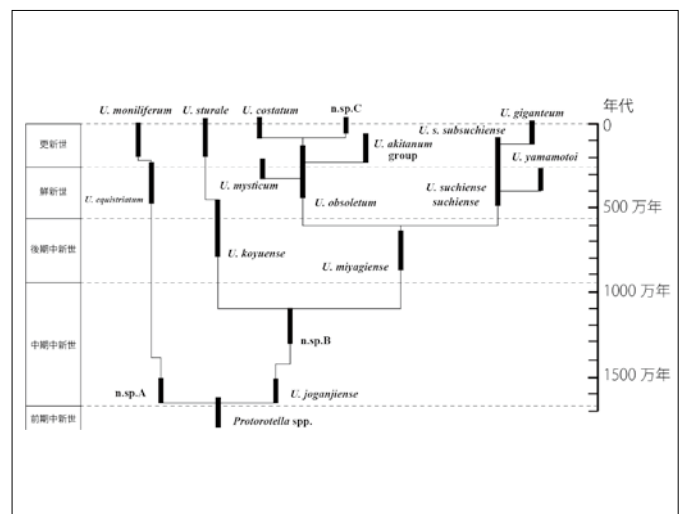 年代
U. moniliferum U. sturale U. costatum n.sp.C U. giganteum
0
更新世
U. s. subsuchiense
U. akitanum
group
U. yamamotoi
U. mysticum
鮮新世
U. suchiense
suchiense
U. equistriatum
U. obsoletum
500 万年
後期中新世
U. koyuense
U. miyagiense
1000 万年
中期中新世
n.sp.B
1500 万年
n.sp.A
U. joganjiense
前期中新世
Protorotella spp.